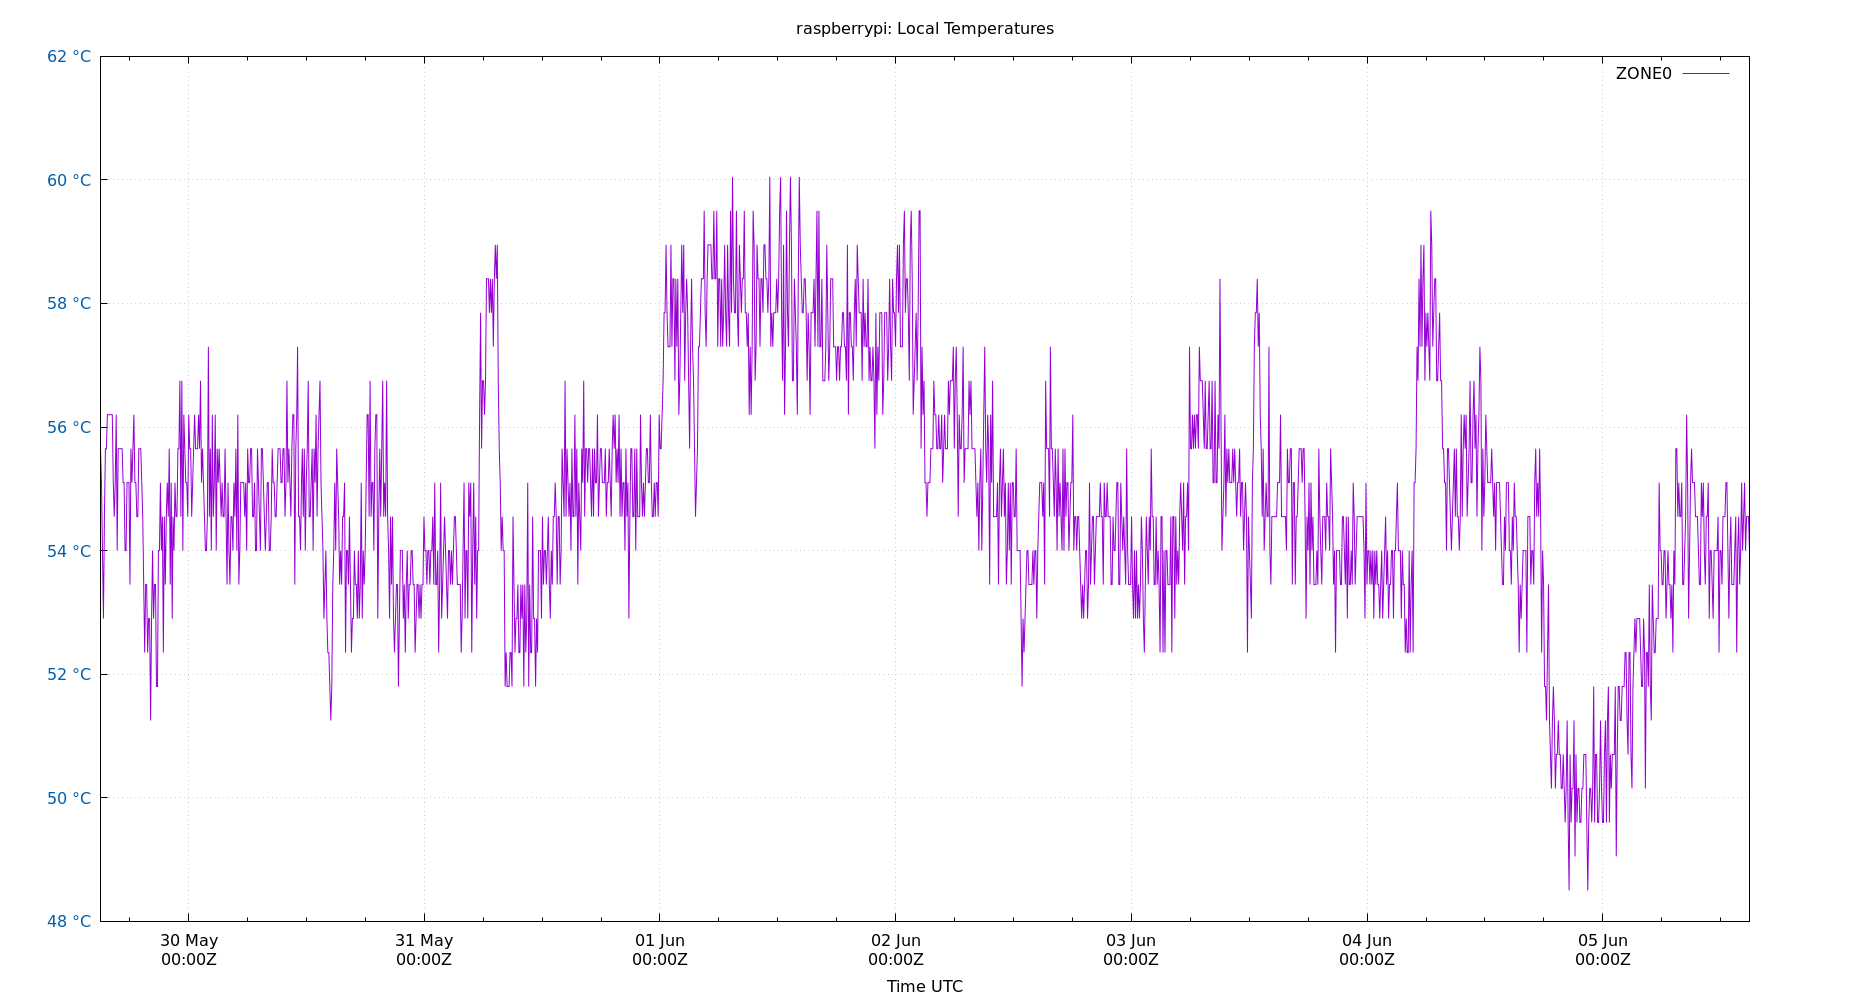 raspberrypi: Local Temperatures
62 °C
ZONE0
60 °C
58 °C
56 °C
54 °C
52 °C
50 °C
48 °C
30 May 31 May 01 Jun 02 Jun 03 Jun 04 Jun 05 Jun
00:00Z 00:00Z 00:00Z 00:00Z 00:00Z 00:00Z 00:00Z
Time UTC